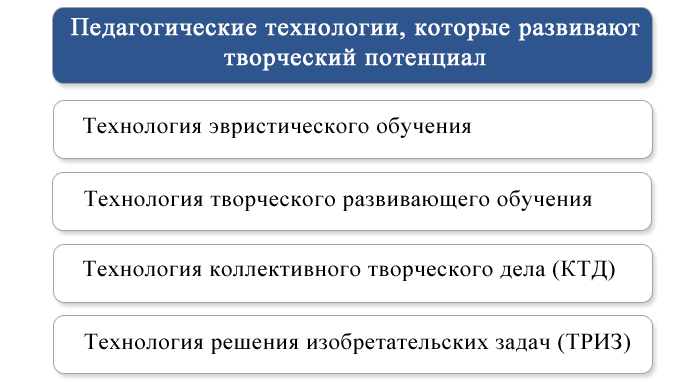 Педагогические технологии, которые развивают
творческий потенциал
Технология эвристического обучения
Технология творческого развивающего обучения
Технология коллективного творческого дела (КТД)
Технология решения изобретательских задач (ТРИЗ)